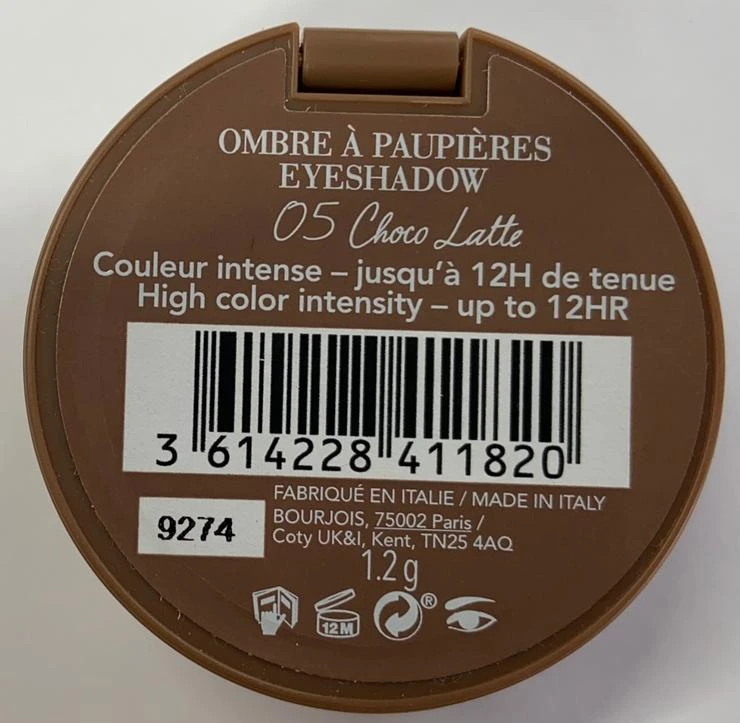 OMBRE À PAUPIÈRES
EYESHADOW
05 Choco Latte
Couleur intense – jusqu'à 12H de tenue
High color intensity – up to 12HR
3 614228 411820
FABRIQUÉ EN ITALIE / MADE IN ITALY
BOURJOIS, 75002 Paris /
Coty UK&I, Kent, TN25 4AQ
9274
1.2 g
12M
®